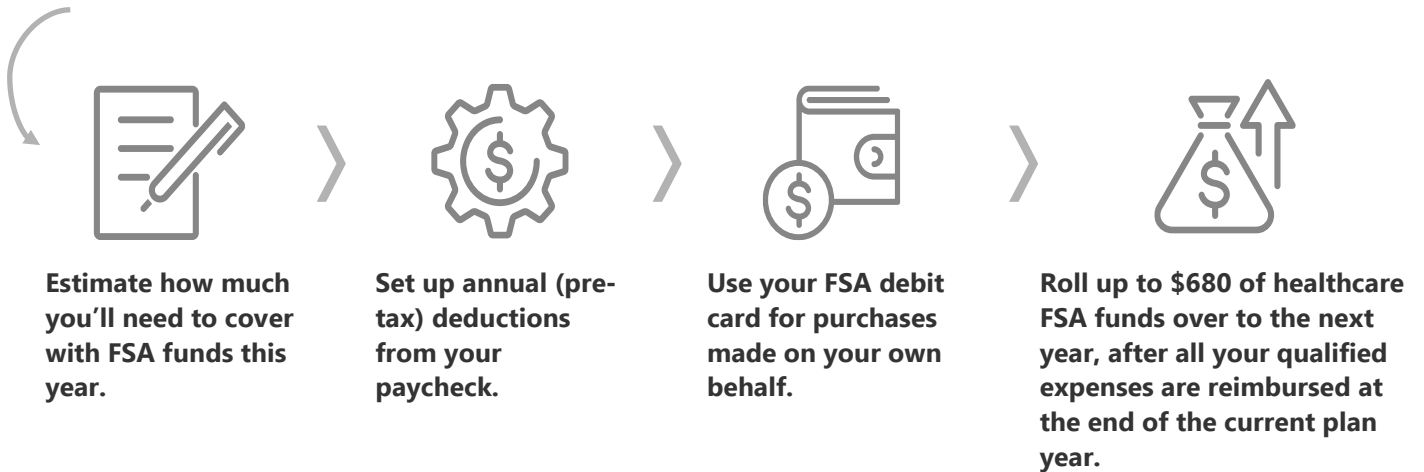 Estimate how much
you'll need to cover
with FSA funds this
year.
Set up annual (pre-
tax) deductions
from your
paycheck.
Use your FSA debit
card for purchases
made on your own
behalf.
Roll up to $680 of healthcare
FSA funds over to the next
year, after all your qualified
expenses are reimbursed at
the end of the current plan
year.